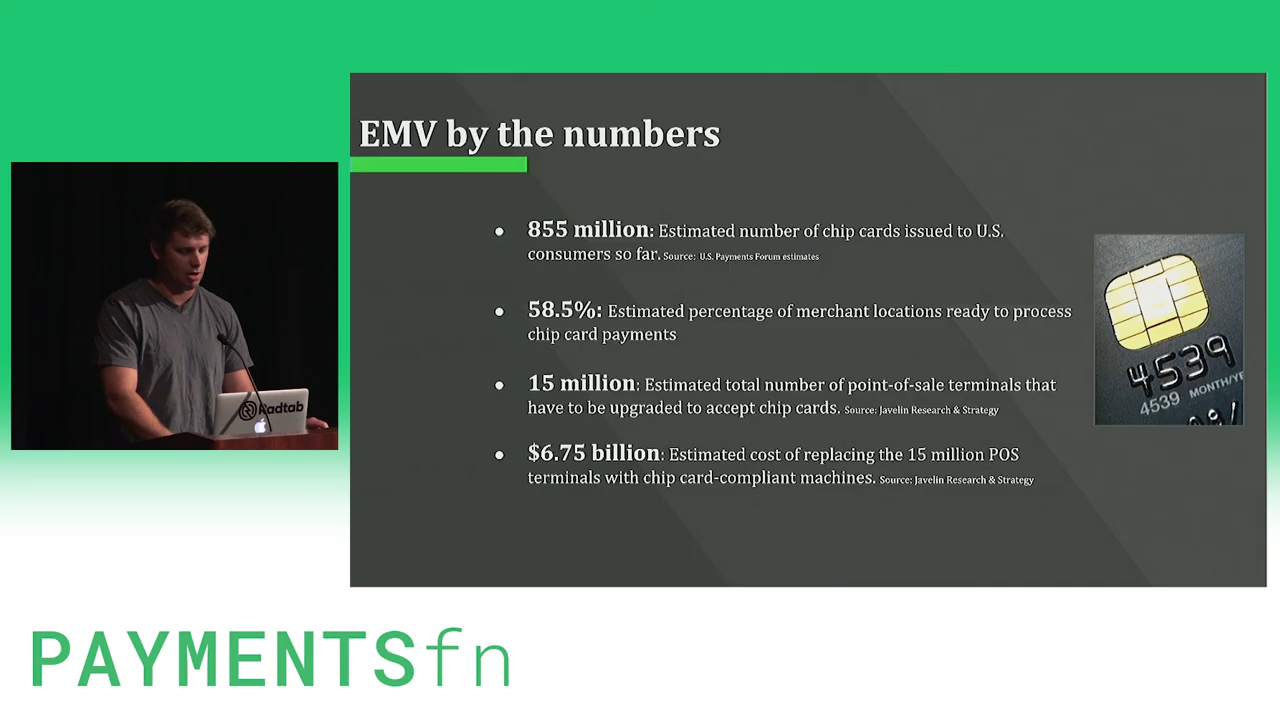 EMV by the numbers
● 855 million: Estimated number of chip cards issued to U.S.
consumers so far. Source: U.S. Payments Forum estimates
● 58.5%: Estimated percentage of merchant locations ready to process
chip card payments
● 15 million: Estimated total number of point-of-sale terminals that
have to be upgraded to accept chip cards. Source: Javelin Research & Strategy
● $6.75 billion: Estimated cost of replacing the 15 million POS
terminals with chip card-compliant machines. Source: Javelin Research & Strategy
4539
4539 MONTH/YE
Radtab
PAYMENTSfn